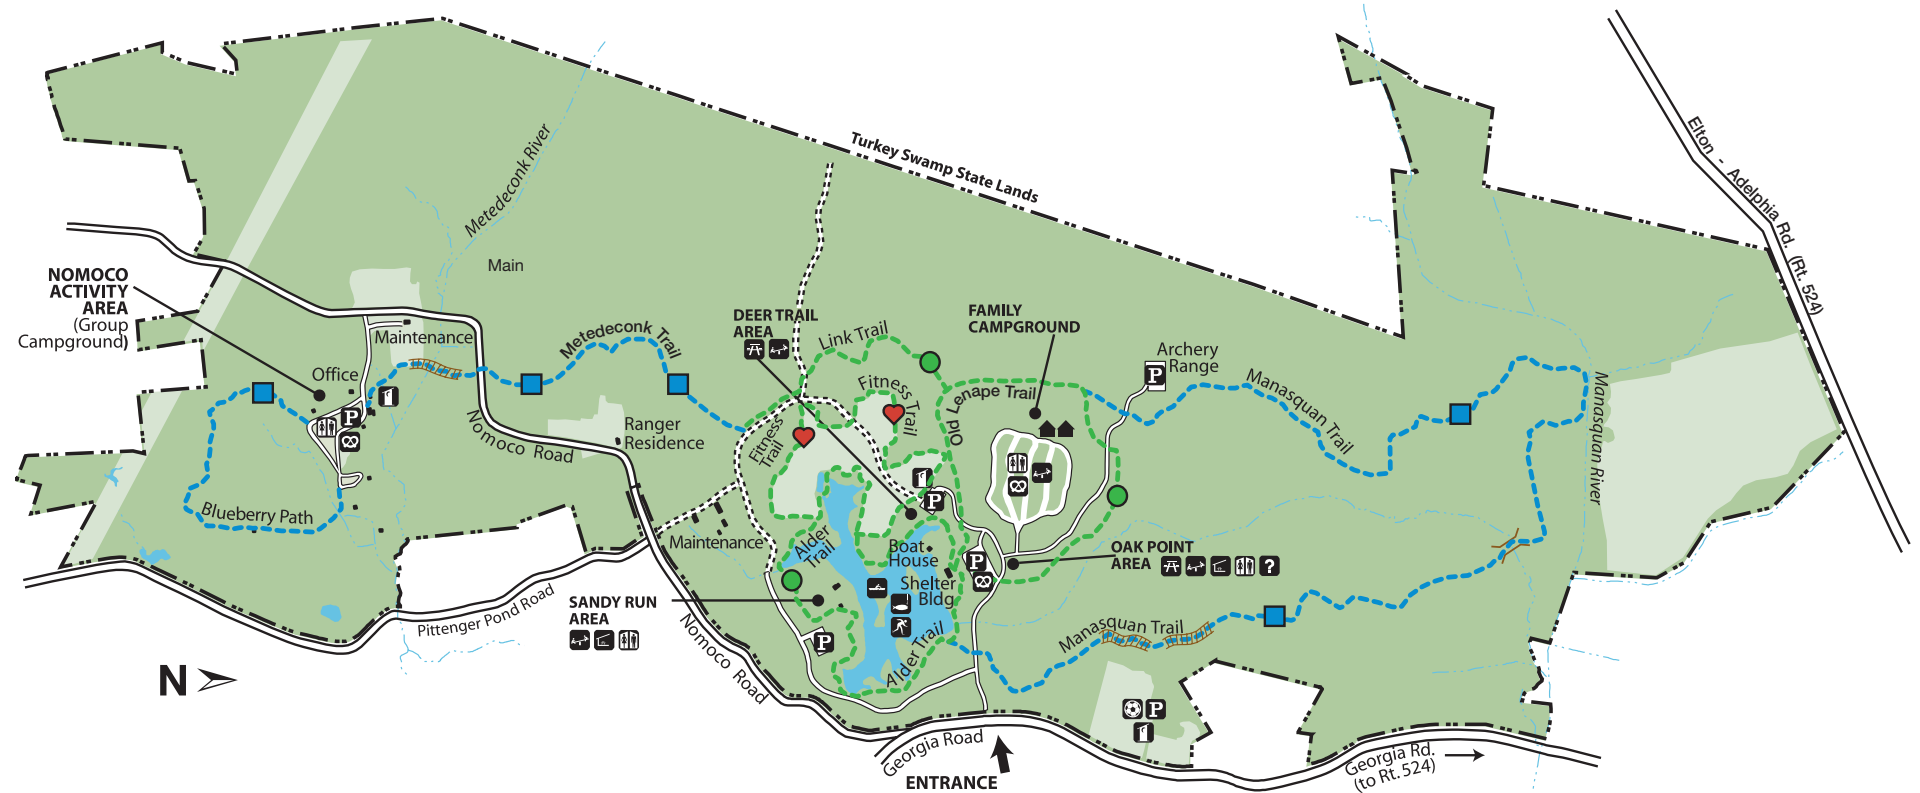 Turkey Swamp State Lands
Elton - Adelphia Rd. (Rt. 524)
Metedeconk River
Main
NOMOCO
ACTIVITY
AREA
(Group
Campground)
Maintenance
Office
P
Blueberry Path
Metedeconk Trail
Nomoco Road
Ranger
Residence
DEER TRAIL
AREA
Link Trail
Fitness Trail
Fitness
Trail
FAMILY
CAMPGROUND
Old Lenape Trail
Archery
Range
P
Manasquan Trail
Manasquan River
P
Maintenance
Alder
Trail
Boat
House
Shelter
Bldg
P
OAK POINT
AREA
?
SANDY RUN
AREA
P
Alder Trail
Manasquan Trail
Pittenger Pond Road
Nomoco Road
N
P
Georgia Road
ENTRANCE
Georgia Rd.
(to Rt. 524)